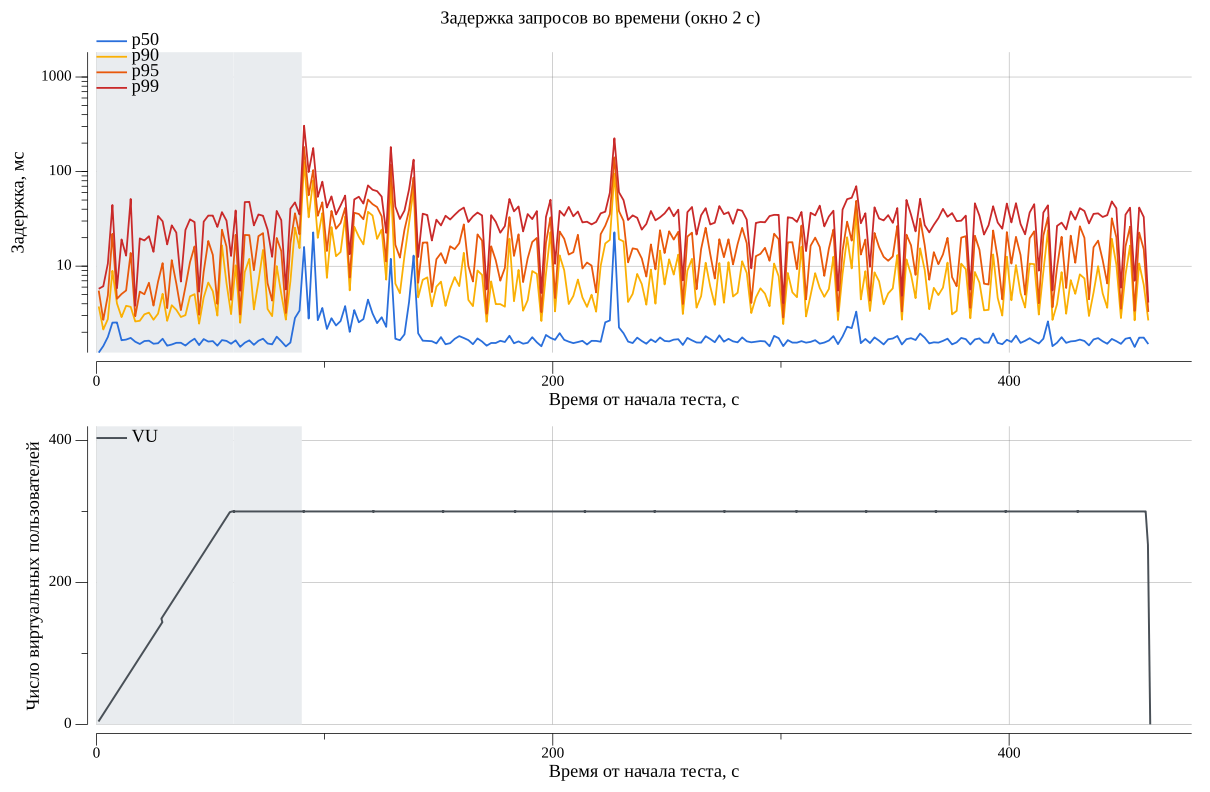 Задержка запросов во времени (окно 2 с)
p50
p90
p95
p99
1000
100
10
Задержка, мс
0
200
400
Время от начала теста, с
VU
400
200
0
Число виртуальных пользователей
0
200
400
Время от начала теста, с